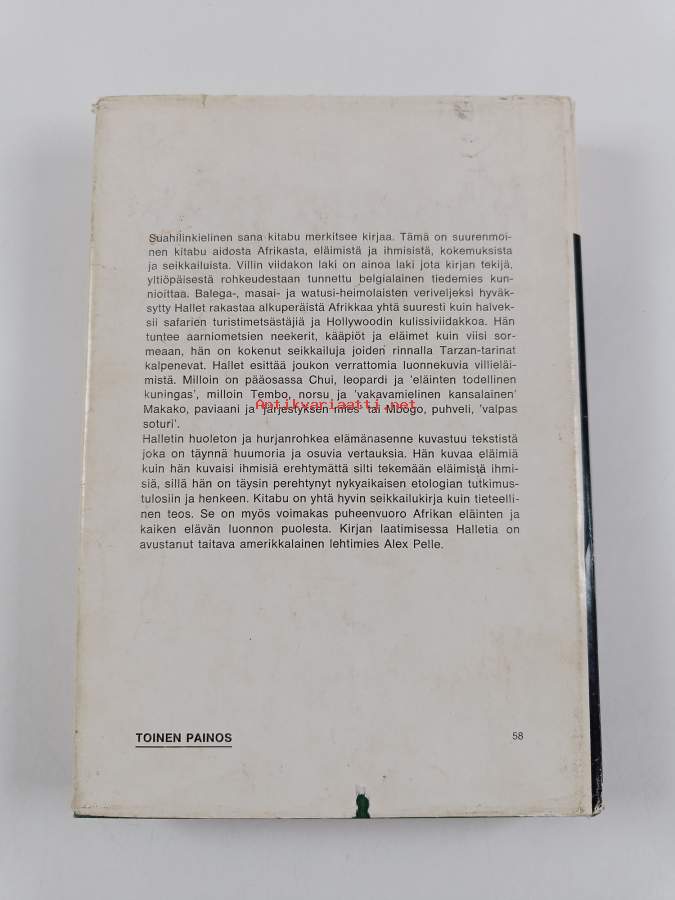 Suahilinkielinen sana kitabu merkitsee kirjaa. Tämä on suurenmoi-
nen kitabu aidosta Afrikasta, eläimistä ja ihmisistä, kokemuksista
ja seikkailuista. Villin viidakon laki on ainoa laki jota kirjan tekijä,
yltiöpäisestä rohkeudestaan tunnettu belgialainen tiedemies kun-
nioittaa. Balega-, masai- ja watusi-heimolaisten veriveljeksi hyväk-
sytty Hallet rakastaa alkuperäistä Afrikkaa yhtä suuresti kuin halvek-
sii safarien turistimetsästäjiä ja Hollywoodin kulissiviidakkoa. Hän
tuntee aarniometsien neekerit, kääpiöt ja eläimet kuin viisi sor-
meaan, hän on kokenut seikkailuja joiden rinnalla Tarzan-tarinat
kalpenevat. Hallet esittää joukon verrattomia luonnekuvia villieläi-
mistä. Milloin on pääosassa Chui, leopardi ja 'eläinten todellinen
kuningas', milloin Tembo, norsu ja 'vakavamielinen kansalainen'
Antikvariaatti.net
Makako, paviaani ja 'järjestyksen mies' tai Mbogo, puhveli, 'valpas
soturi'.
Halletin huoleton ja hurjanrohkea elämänasenne kuvastuu tekstistä
joka on täynnä huumoria ja osuvia vertauksia. Hän kuvaa eläimiä
kuin hän kuvaisi ihmisiä erehtymättä silti tekemään eläimistä ihmi-
siä, sillä hän on täysin perehtynyt nykyaikaisen etologian tutkimus-
tulosiin ja henkeen. Kitabu on yhtä hyvin seikkailukirja kuin tieteelli-
nen teos. Se on myös voimakas puheenvuoro Afrikan eläinten ja
kaiken elävän luonnon puolesta. Kirjan laatimisessa Halletia on
avustanut taitava amerikkalainen lehtimies Alex Pelle.
TOINEN PAINOS
58